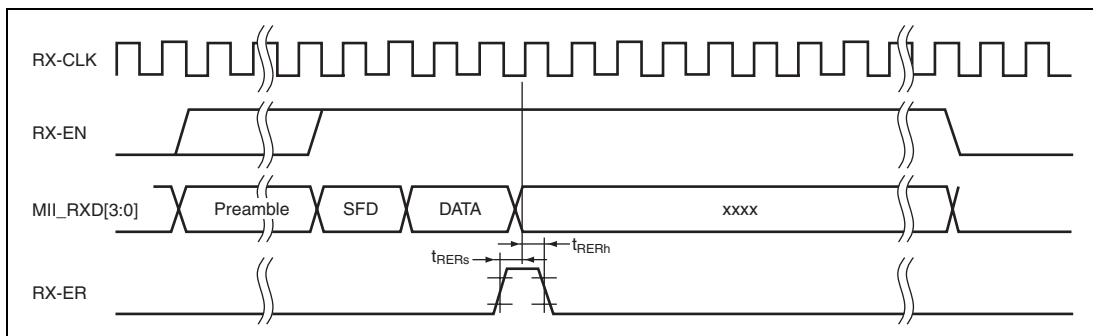 RX-CLK
RX-EN
MII_RXD[3:0]
Preamble
SFD
DATA
xxxx
tRERs
tRERh
RX-ER